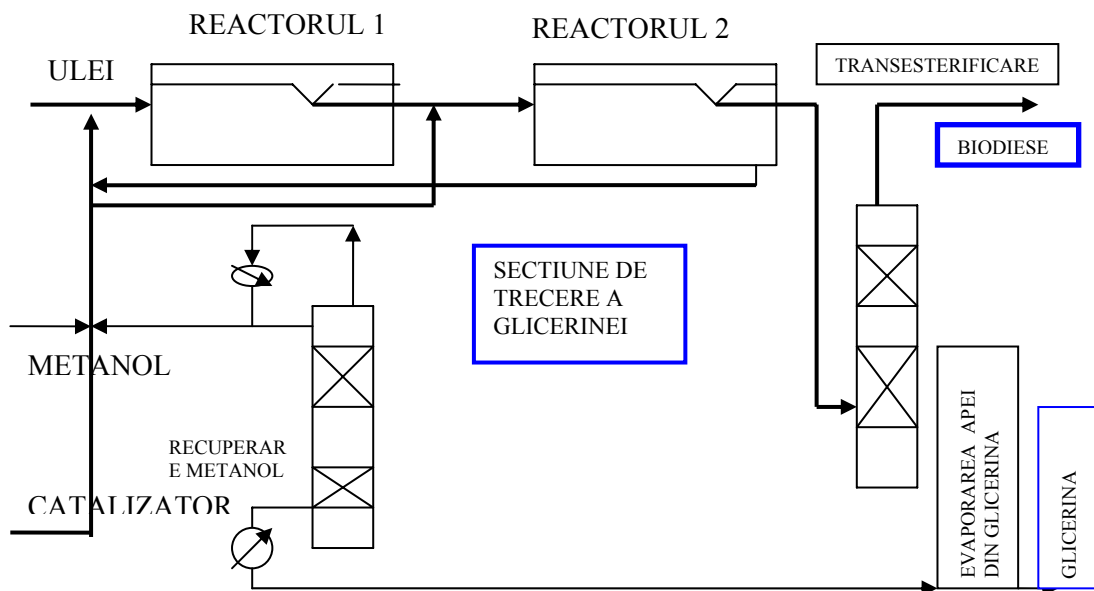 REACTORUL 1
REACTORUL 2
ULEI
TRANSESTERIFICARE
BIODIESE
SECTIUNE DE
TRECERE A
GLICERINEI
METANOL
RECUPERAR
E METANOL
CATALIZATOR
EVAPORAREA APEI
DIN GLICERINA
GLICERINA